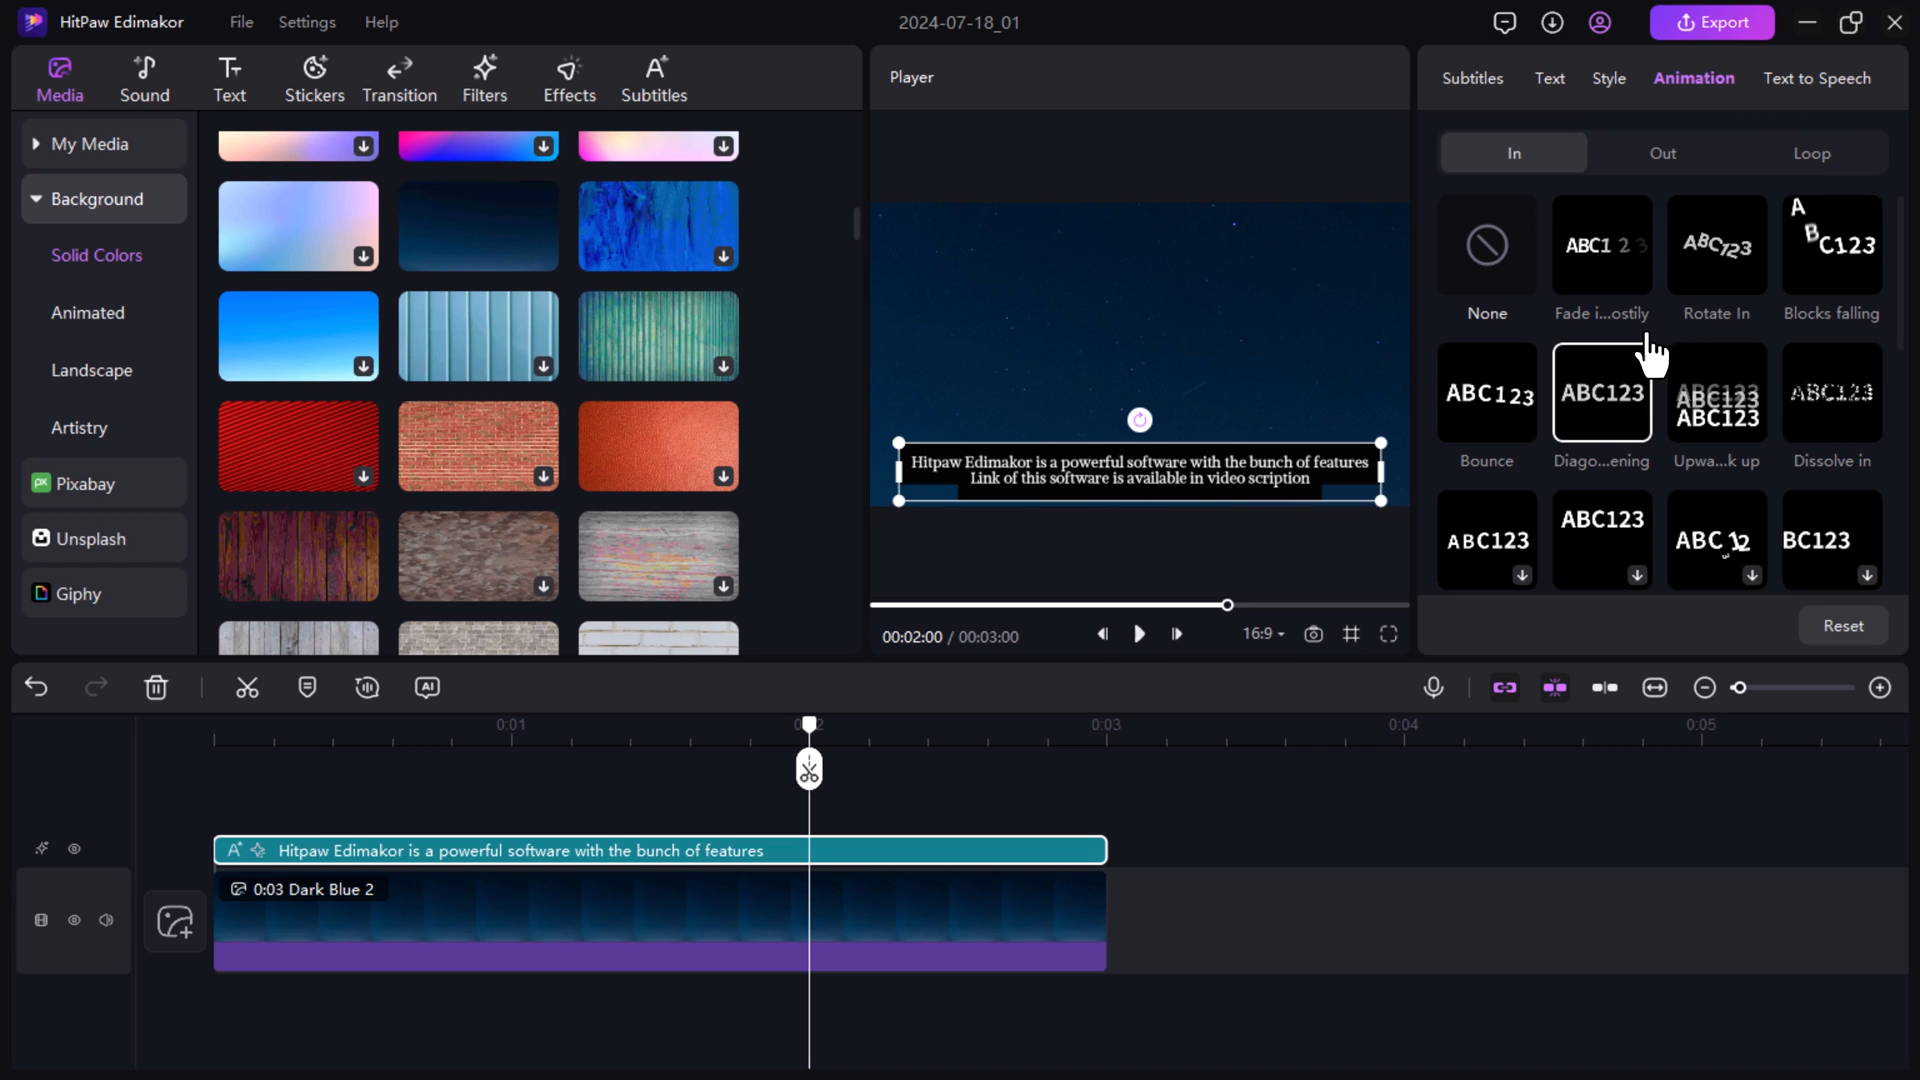 HitPaw Edimakor
File
Settings
Help
2024-07-18_01
Export
Media
Sound
Text
Stickers
Transition
Filters
Effects
Subtitles
My Media
Background
Solid Colors
Animated
Landscape
Artistry
px Pixabay
Unsplash
Giphy
Player
Hitpaw Edimakor is a powerful software with the bunch of features
Link of this software is available in video scription
00:02:00 / 00:03:00
16:9
Subtitles
Text
Style
Animation
Text to Speech
In
Out
Loop
ABC1 2 3
ABC123
A
B
C123
None
Fade i...ostily
Rotate In
Blocks falling
ABC123
ABC123
ABC123
ABC123
ABC123
Bounce
Diago...ening
Upwa...k up
Dissolve in
ABC123
ABC123
ABC 12
3
BC123
Reset
AI
0:01
0:03
0:04
0:05
A Hitpaw Edimakor is a powerful software with the bunch of features
0:03 Dark Blue 2